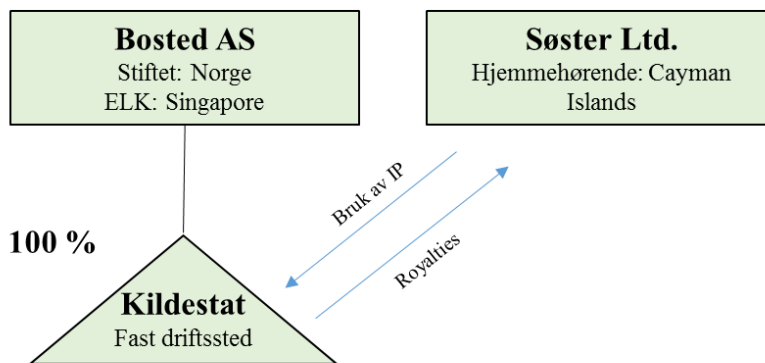 Bosted AS
Stiftet: Norge
ELK: Singapore
Søster Ltd.
Hjemmehørende: Cayman
Islands
Bruk av IP
Royalties
100 %
Kildestat
Fast driftssted